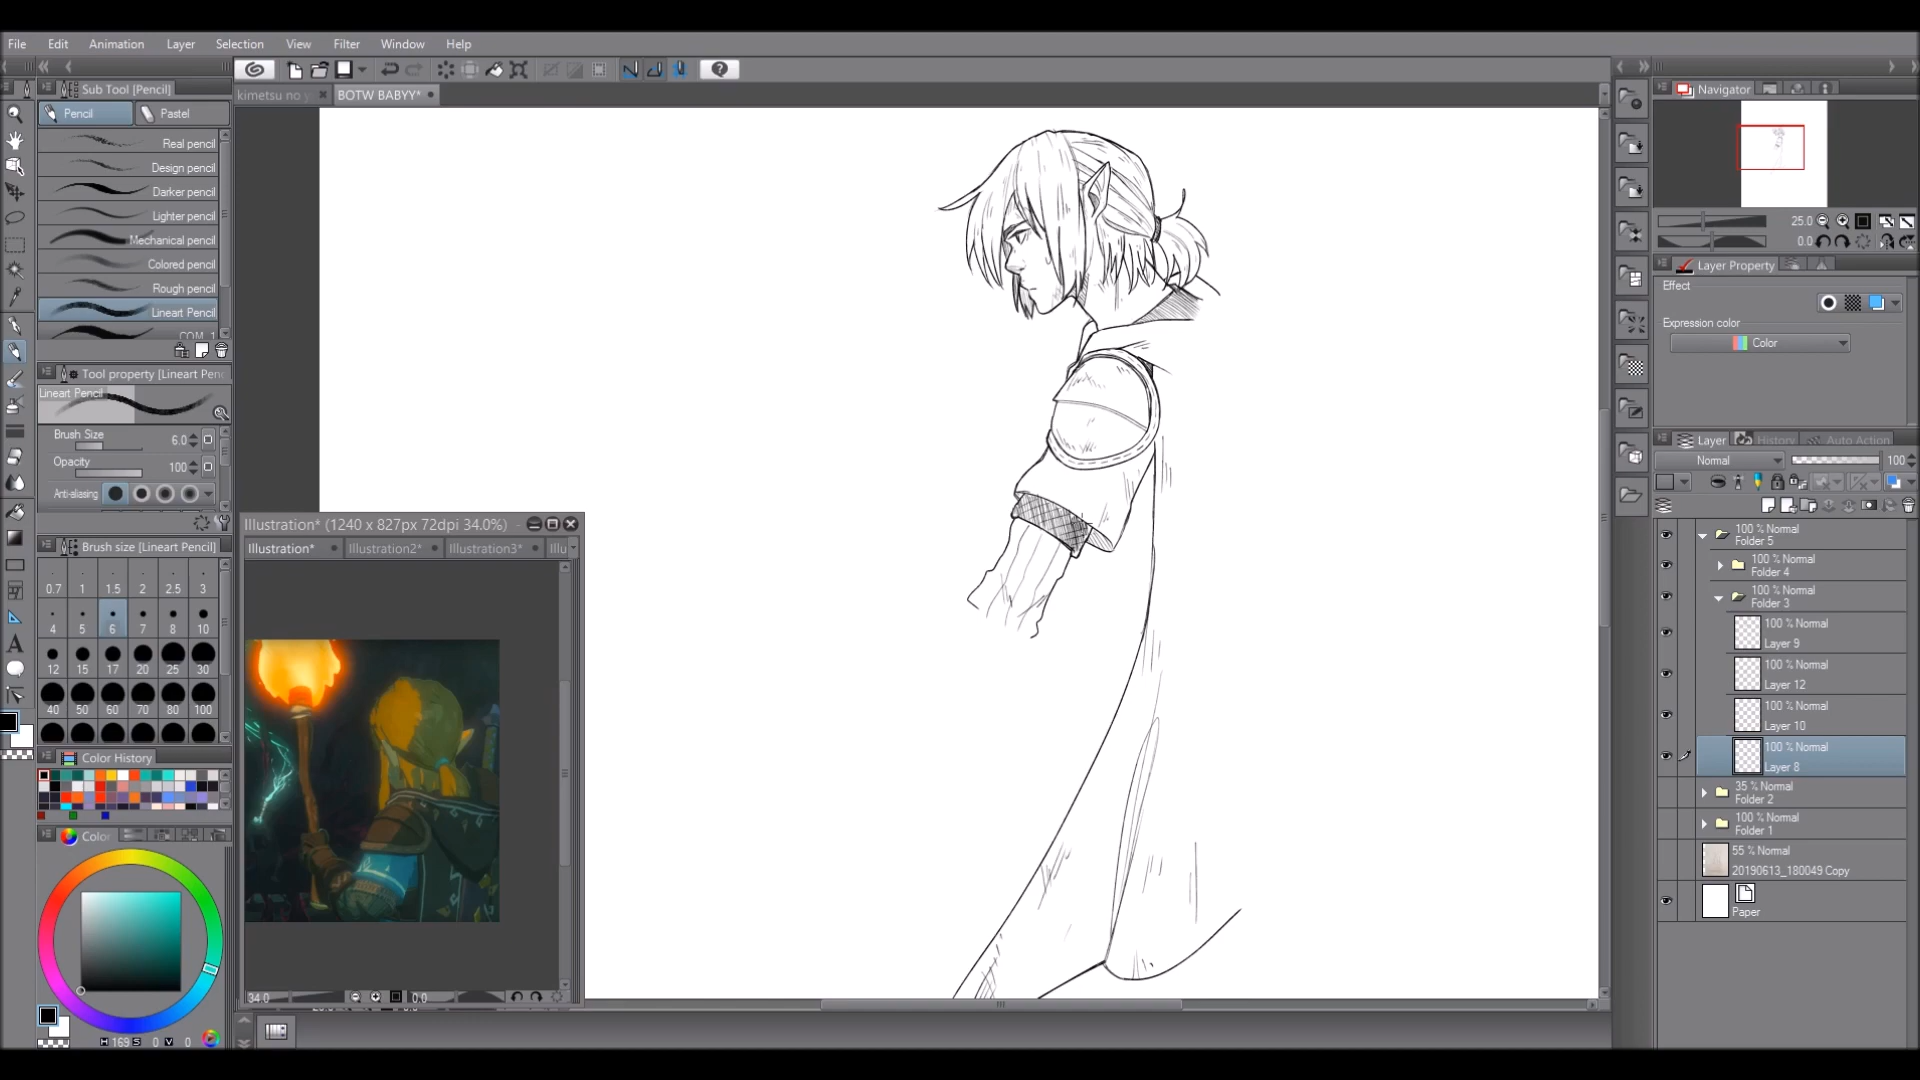 File Edit Animation Layer Selection View Filter Window Help
Sub Tool [Pencil]
kimetsu no
BOTW BABYY*
Pencil
Pastel
Real pencil
Design pencil
Darker pencil
Lighter pencil
Mechanical pencil
Colored pencil
Rough pencil
Lineart Pencil
Tool property [Lineart Penc
Lineart Pencil
Brush Size 6.0
Opacity 100
Anti-aliasing
Brush size [Lineart Pencil]
0.7 1 1.5 2 2.5 3
4 5 6 7 8 10
12 15 17 20 25 30
40 50 60 70 80 100
Color History
Color
H 169 S 0 V 0
Illustration* (1240 x 827px 72dpi 34.0%)
Illustration* Illustration2* Illustration3* Illu
34.0 0.0
Navigator
25.0
0.0
Layer Property
Effect
Expression color
Color
Layer History Auto Action
Normal 100
100 % Normal
Folder 5
100 % Normal
Folder 4
100 % Normal
Folder 3
100 % Normal
Layer 9
100 % Normal
Layer 12
100 % Normal
Layer 10
100 % Normal
Layer 8
35 % Normal
Folder 2
100 % Normal
Folder 1
55 % Normal
20190613_180049 Copy
Paper